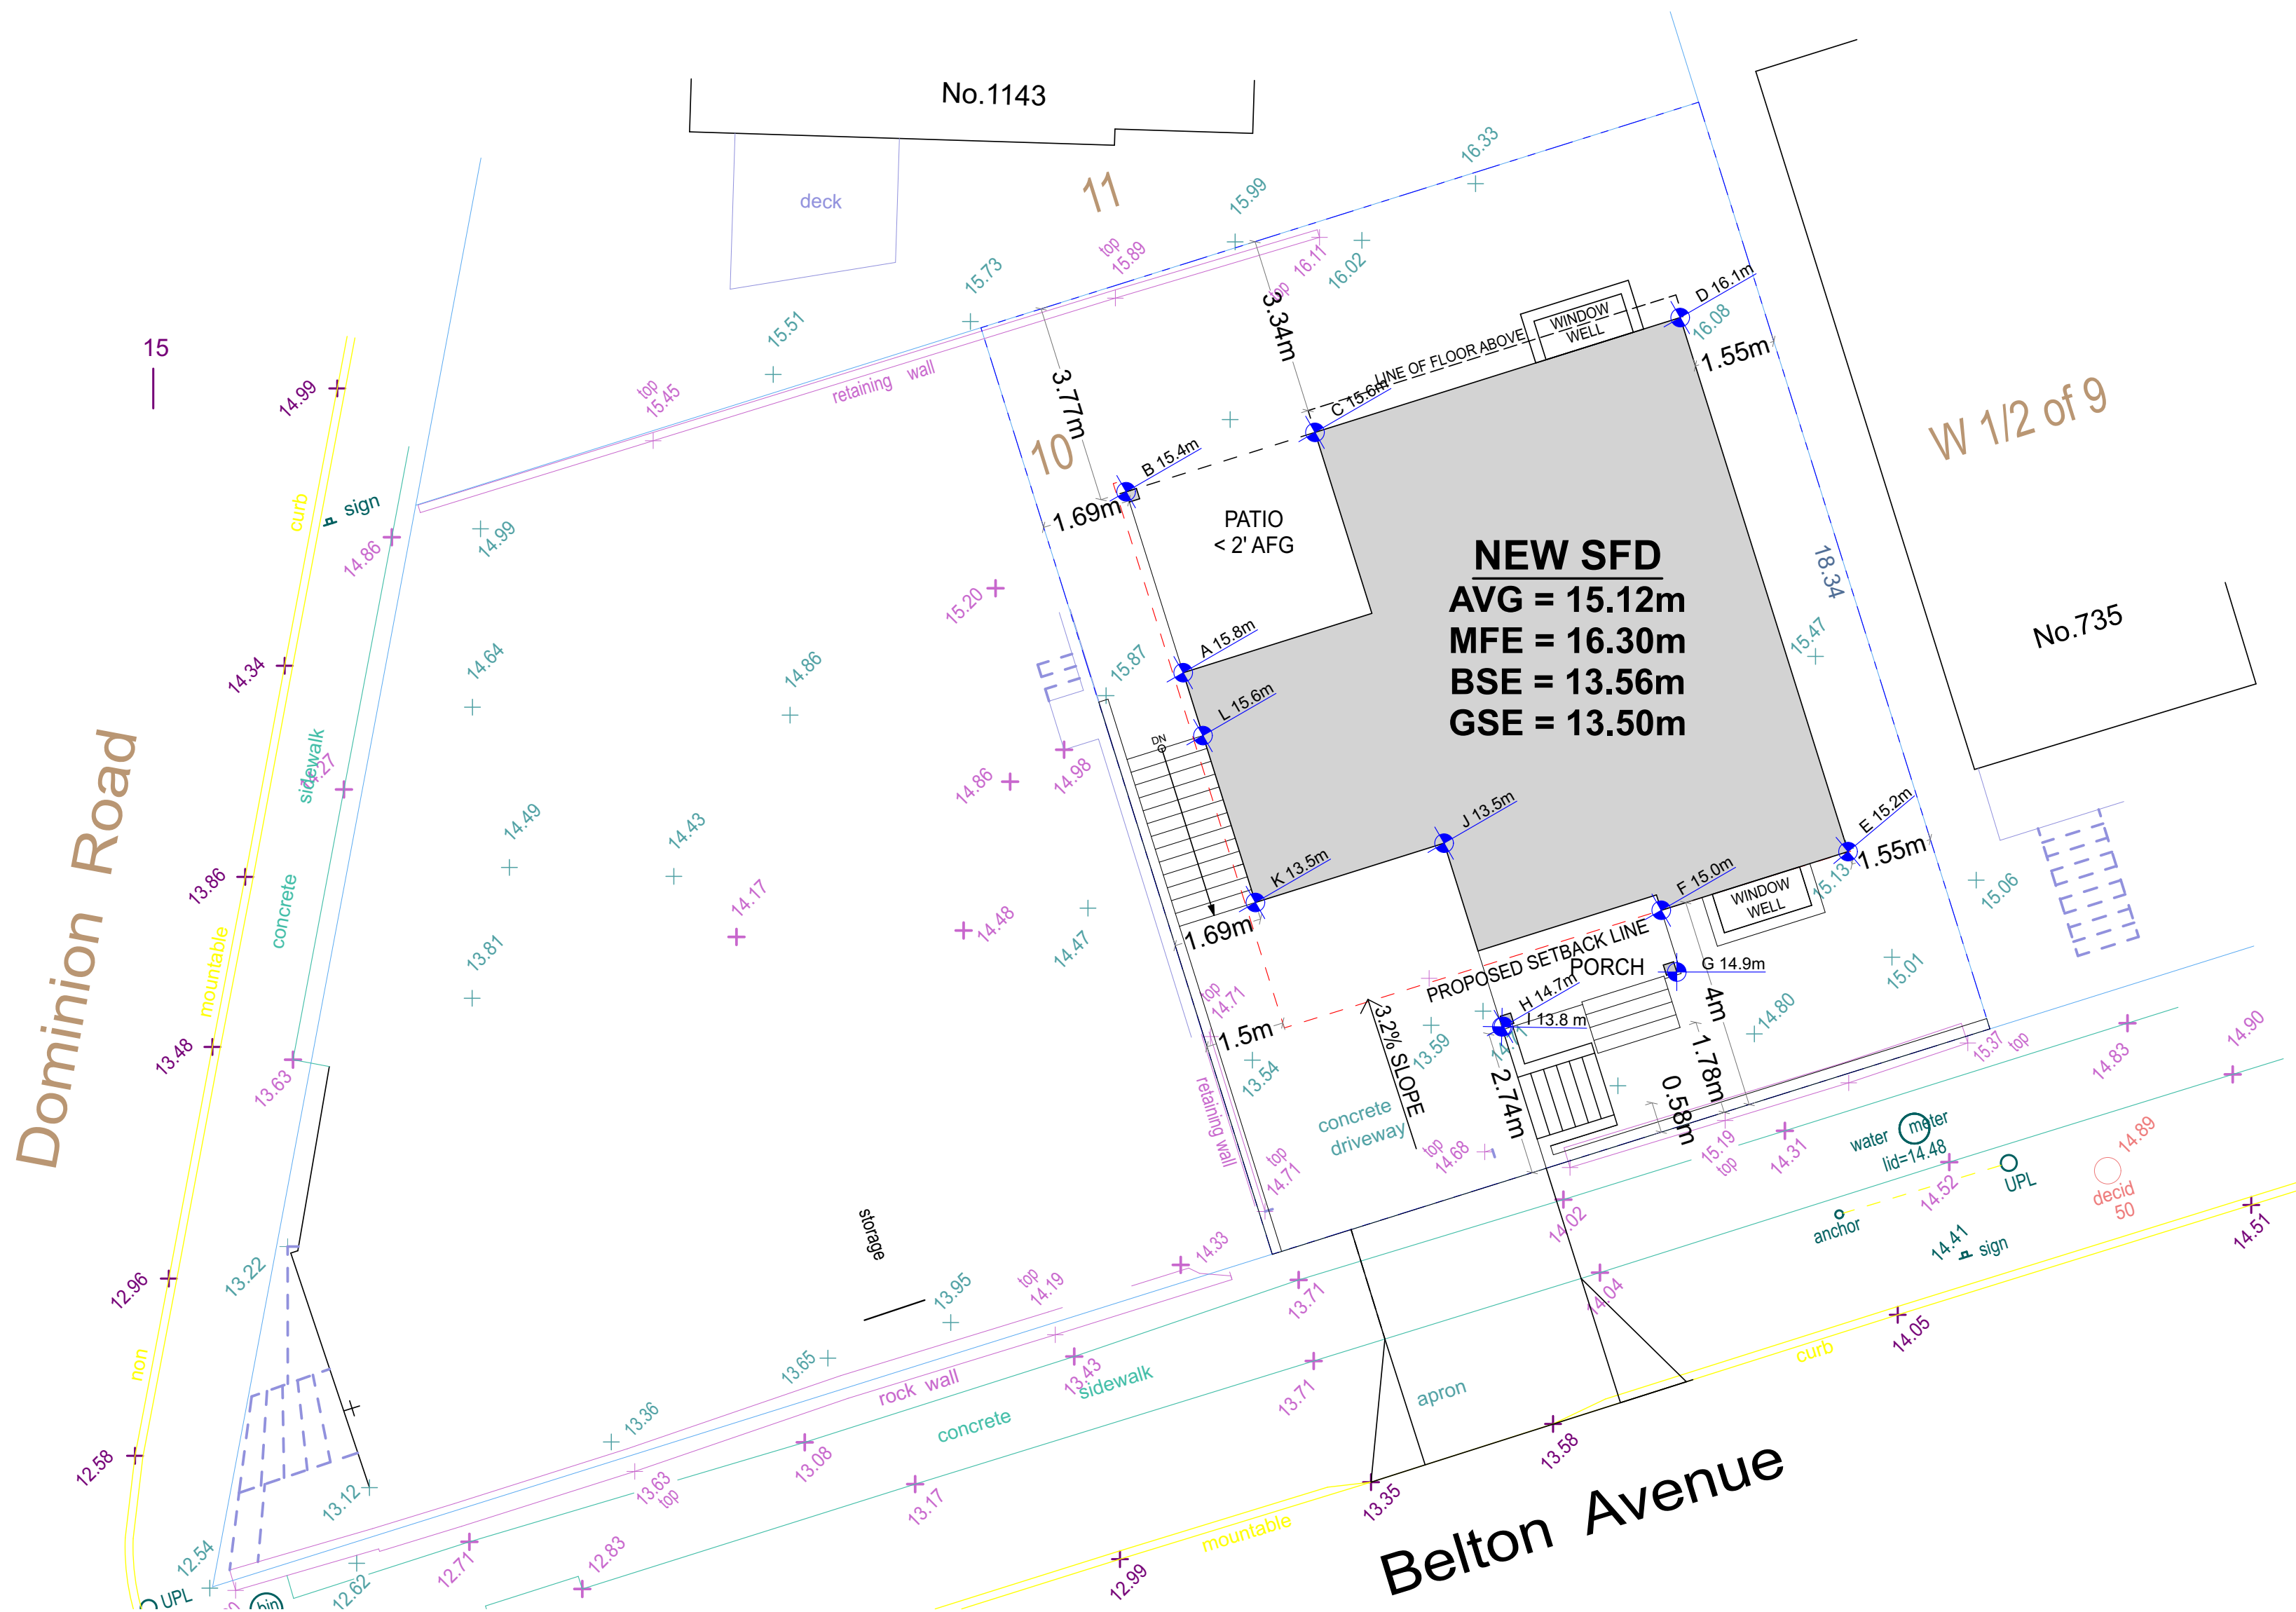 No.1143
deck
11
16.33
15.99
top
15.89
top 16.11
16.02
15.73
15.51
15
14.99
top
15.45
retaining wall
3.77m
3.34m
LINE OF FLOOR ABOVE
WINDOW
WELL
D 16.1m
16.08
1.55m
C 15.6m
B 15.4m
10
1.69m
W 1/2 of 9
curb
sign
14.86
14.99
PATIO
< 2' AFG
NEW SFD
AVG = 15.12m
MFE = 16.30m
BSE = 13.56m
GSE = 13.50m
18.34
15.20
15.47
No.735
14.34
14.64
14.86
15.87
A 15.8m
L 15.6m
DN
Dominion Road
sidewalk
14.27
14.86
14.98
14.49
14.43
J 13.5m
E 15.2m
1.55m
13.86
concrete
14.17
14.48
14.47
K 13.5m
1.69m
F 15.0m
WINDOW
WELL
15.13
15.06
mountable
13.81
PROPOSED SETBACK LINE
PORCH
G 14.9m
15.01
top
14.71
H 14.7m
I 13.8 m
4m
14.80
13.48
13.63
1.5m
13.54
3.2% SLOPE
13.59
2.74m
1.78m
0.58m
15.37
top
14.83
14.90
retaining wall
concrete
driveway
top
14.68
top
14.71
15.19
top
14.31
water meter
lid=14.48
14.89
decid
50
UPL
14.52
anchor
14.41
sign
14.51
storage
14.33
14.02
13.22
12.96
13.95
top
14.19
13.71
14.04
14.05
curb
non
13.65
rock wall
13.43
sidewalk
concrete
13.71
apron
13.36
13.08
13.58
12.58
13.12
13.63
top
13.17
13.35
Belton Avenue
12.54
12.71
12.83
12.99
mountable
UPL
12.62